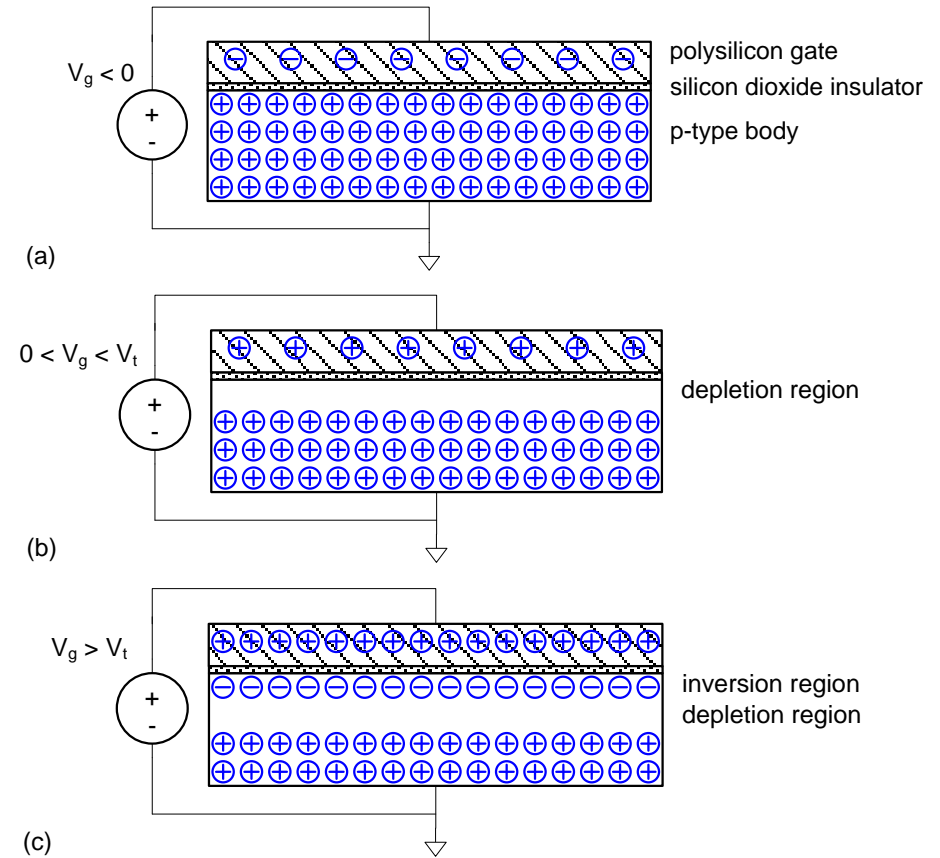 V_g < 0
polysilicon gate
silicon dioxide insulator
p-type body
+
-
(a)
0 < V_g < V_t
depletion region
+
-
(b)
V_g > V_t
inversion region
depletion region
+
-
(c)